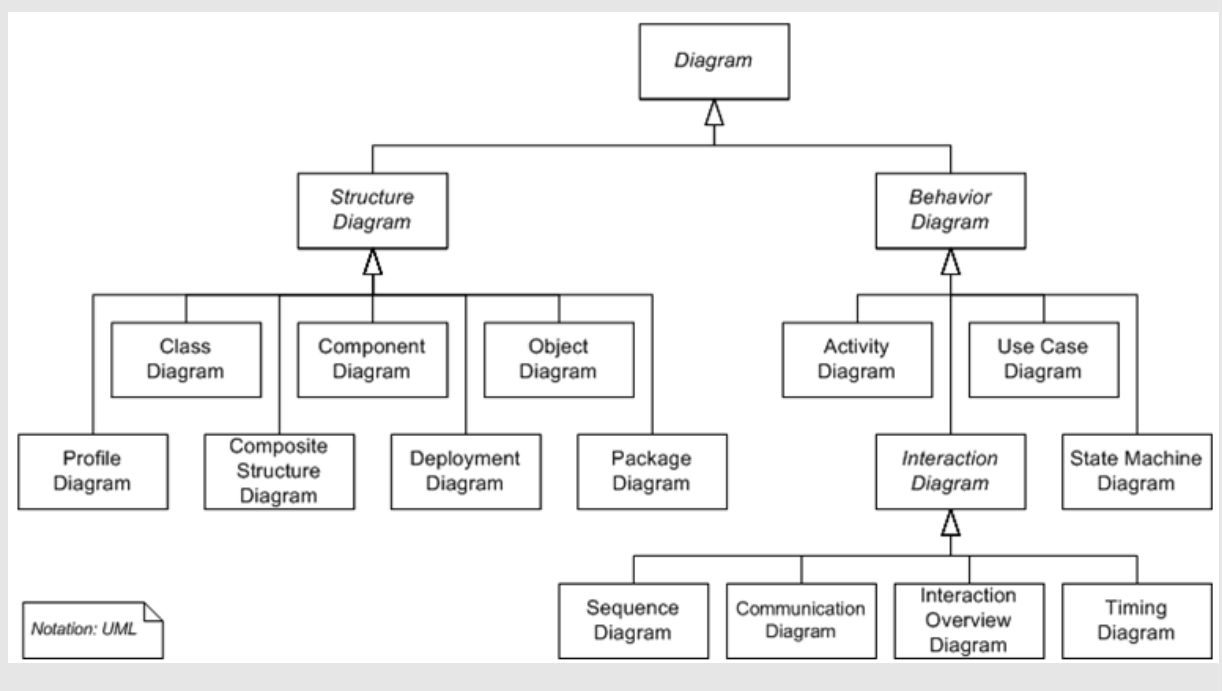 Diagram
Structure
Diagram
Behavior
Diagram
Class
Diagram
Component
Diagram
Object
Diagram
Activity
Diagram
Use Case
Diagram
Profile
Diagram
Composite
Structure
Diagram
Deployment
Diagram
Package
Diagram
Interaction
Diagram
State Machine
Diagram
Sequence
Diagram
Communication
Diagram
Interaction
Overview
Diagram
Timing
Diagram
Notation: UML